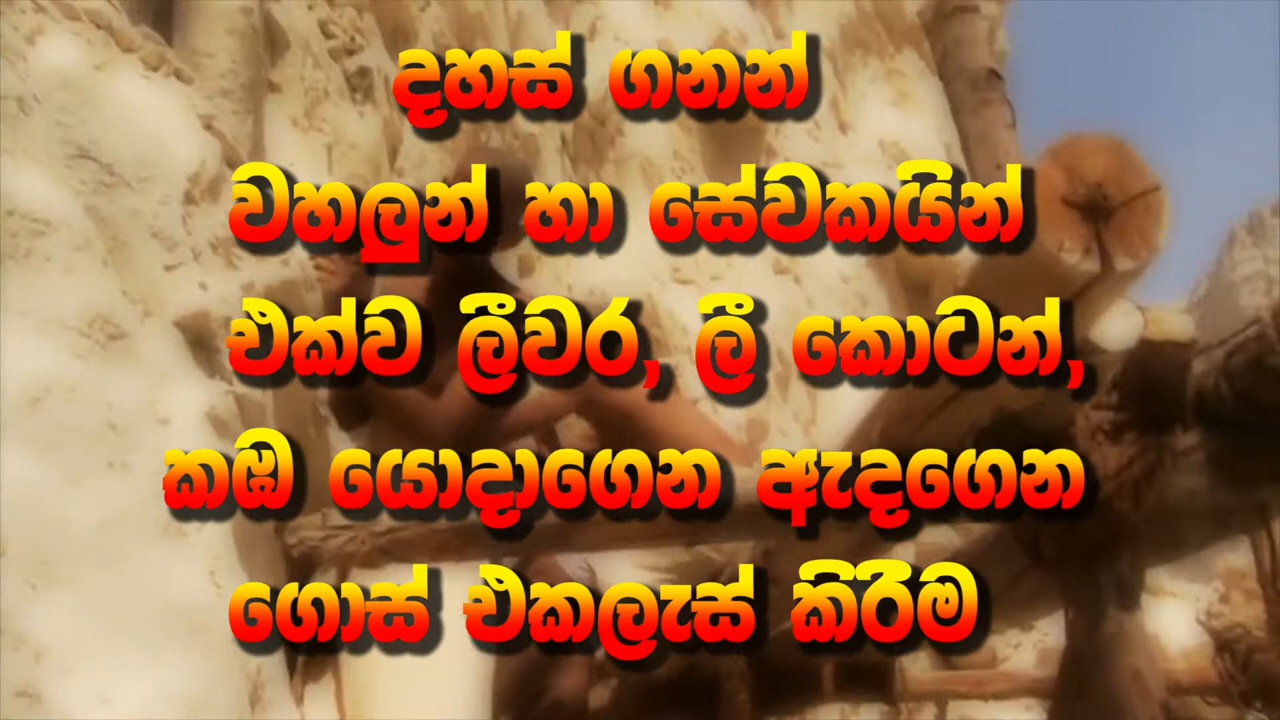 දහස් ගනන්
වහලුන් හා සේවකයින්
එක්ව ලීවර, ලී කොටන්,
කඹ යොදාගෙන ඇදගෙන
ගොස් එකලැස් කිරීම